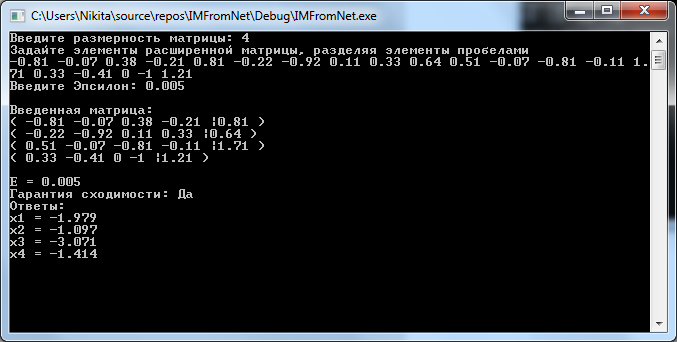 C:\Users\Nikita\source\repos\IMFromNet\Debug\IMFromNet.exe
Введите размерность матрицы: 4
Задайте элементы расширенной матрицы, разделяя элементы пробелами
-0.81 -0.07 0.38 -0.21 0.81 -0.22 -0.92 0.11 0.33 0.64 0.51 -0.07 -0.81 -0.11 1.
71 0.33 -0.41 0 -1 1.21
Введите Эпсилон: 0.005
Введенная матрица:
( -0.81 -0.07 0.38 -0.21 ¦0.81 )
( -0.22 -0.92 0.11 0.33 ¦0.64 )
( 0.51 -0.07 -0.81 -0.11 ¦1.71 )
( 0.33 -0.41 0 -1 ¦1.21 )
E = 0.005
Гарантия сходимости: Да
Ответы:
x1 = -1.979
x2 = -1.097
x3 = -3.071
x4 = -1.414